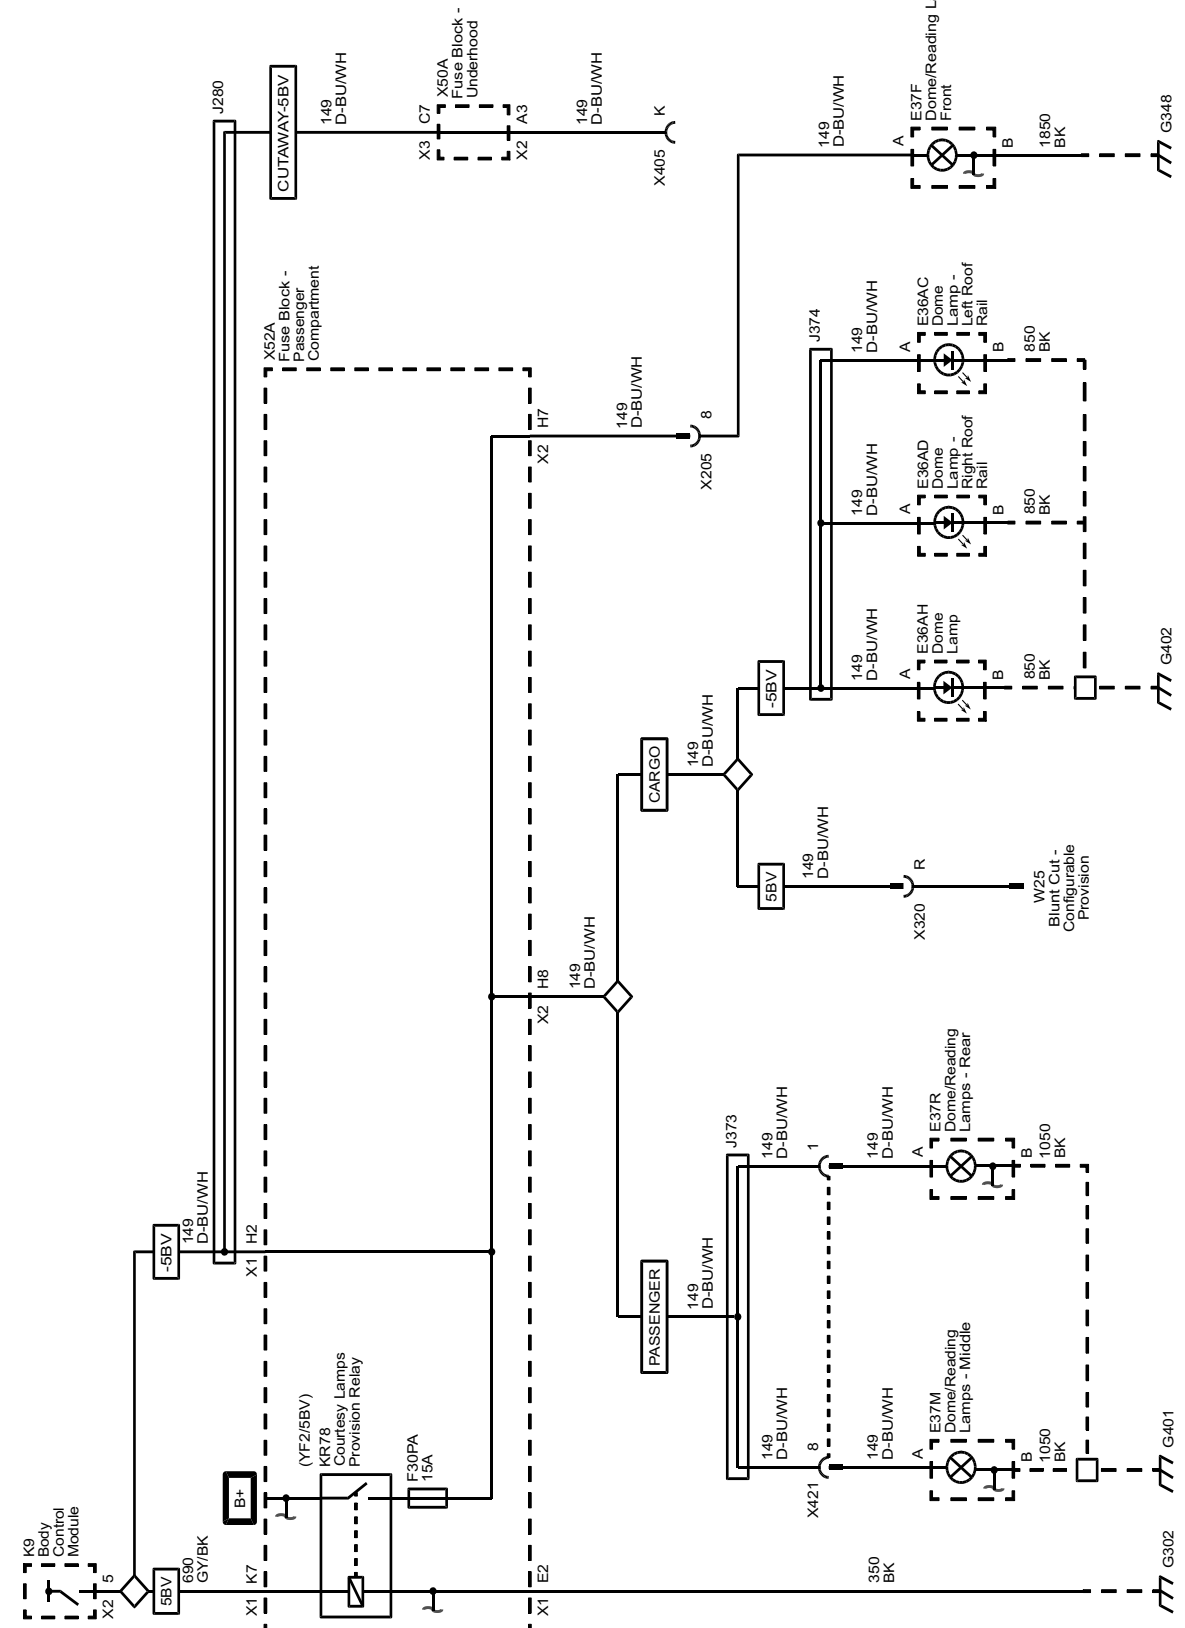 K9
Body
Control
Module
X2
5
5BV
690
GY/BK
X1
K7
X1
E2
350
BK
G302
B+
(YF2/5BV)
KR78
Courtesy Lamps
Provision Relay
F30PA
15A
-5BV
149
D-BU/WH
X1
H2
J280
CUTAWAY-5BV
149
D-BU/WH
X3
C7
X50A
Fuse Block -
Underhood
X2
A3
149
D-BU/WH
X405
K
X52A
Fuse Block -
Passenger
Compartment
X2
H7
149
D-BU/WH
X205
8
149
D-BU/WH
A
E37F
Dome/Reading L
Front
B
1850
BK
G348
X2
H8
149
D-BU/WH
CARGO
149
D-BU/WH
-5BV
J374
149
D-BU/WH
A
E36AC
Dome
Lamp -
Left Roof
Rail
B
850
BK
149
D-BU/WH
A
E36AD
Dome
Lamp -
Right Roof
Rail
B
850
BK
149
D-BU/WH
A
E36AH
Dome
Lamp
B
850
BK
G402
5BV
149
D-BU/WH
X320
R
W25
Blunt Cut -
Configurable
Provision
PASSENGER
149
D-BU/WH
J373
149
D-BU/WH
1
149
D-BU/WH
A
E37R
Dome/Reading
Lamps - Rear
B
1050
BK
149
D-BU/WH
X421
8
149
D-BU/WH
A
E37M
Dome/Reading
Lamps - Middle
B
1050
BK
G401